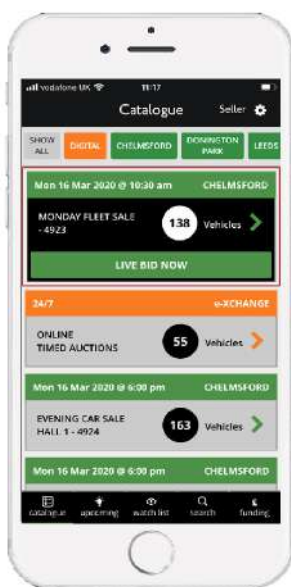 vodafone UK 11:17
Catalogue Seller
SHOW ALL
DIGITAL
CHELMSFORD
DONINGTON PARK
LEEDS
Mon 16 Mar 2020 @ 10:30 am CHELMSFORD
MONDAY FLEET SALE
- 4923
138 Vehicles
LIVE BID NOW
24/7 e-XCHANGE
ONLINE
TIMED AUCTIONS
55 Vehicles
Mon 16 Mar 2020 @ 6:00 pm CHELMSFORD
EVENING CAR SALE
HALL 1 - 4924
163 Vehicles
Mon 16 Mar 2020 @ 6:00 pm CHELMSFORD
catalogue upcoming watch list search funding